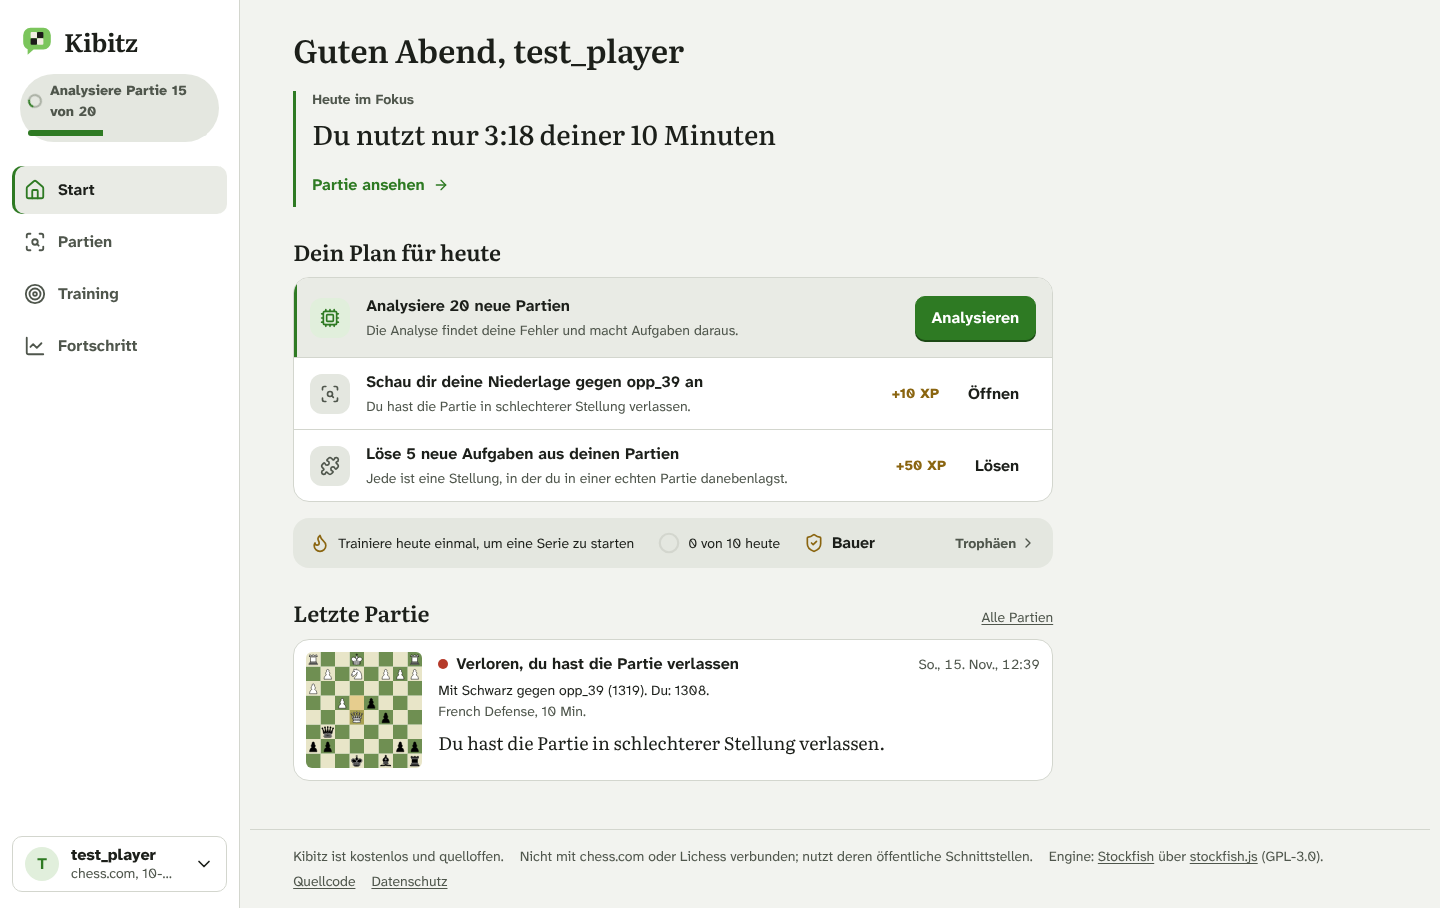 Kibitz
Analysiere Partie 15
von 20
Start
Partien
Training
Fortschritt
T
test_player
chess.com, 10-...
Guten Abend, test_player
Heute im Fokus
Du nutzt nur 3:18 deiner 10 Minuten
Partie ansehen
Dein Plan für heute
Analysiere 20 neue Partien
Die Analyse findet deine Fehler und macht Aufgaben daraus.
Analysieren
Schau dir deine Niederlage gegen opp_39 an
Du hast die Partie in schlechterer Stellung verlassen.
+10 XP
Öffnen
Löse 5 neue Aufgaben aus deinen Partien
Jede ist eine Stellung, in der du in einer echten Partie danebenlagst.
+50 XP
Lösen
Trainiere heute einmal, um eine Serie zu starten
0 von 10 heute
Bauer
Trophäen
Letzte Partie
Alle Partien
Verloren, du hast die Partie verlassen
So., 15. Nov., 12:39
Mit Schwarz gegen opp_39 (1319). Du: 1308.
French Defense, 10 Min.
Du hast die Partie in schlechterer Stellung verlassen.
Kibitz ist kostenlos und quelloffen. Nicht mit chess.com oder Lichess verbunden; nutzt deren öffentliche Schnittstellen. Engine: Stockfish über stockfish.js (GPL-3.0).
Quellcode Datenschutz